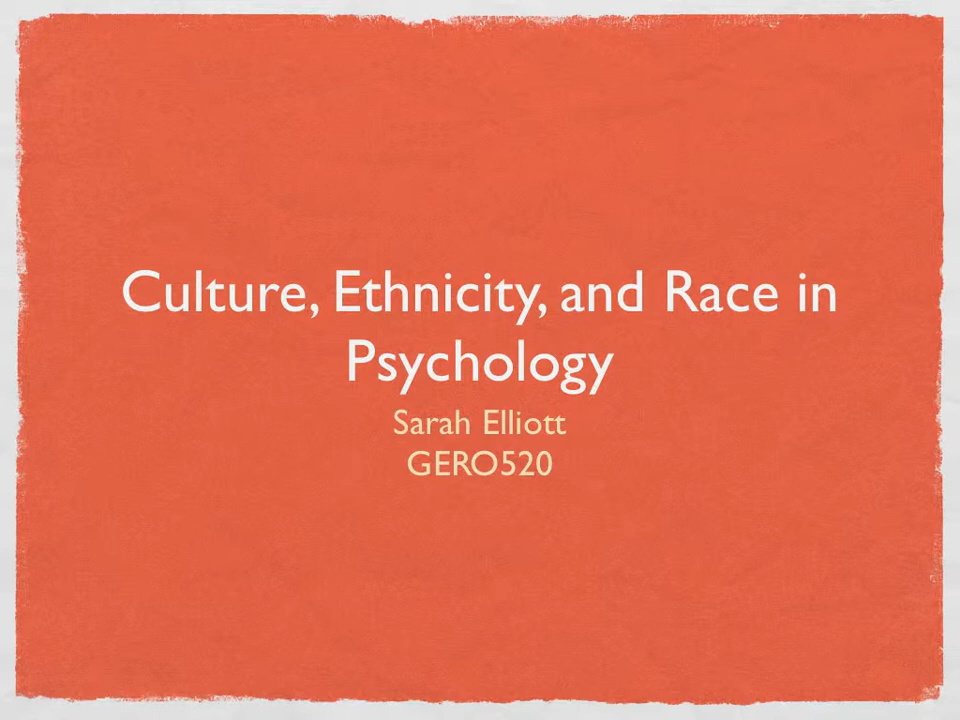 Culture, Ethnicity, and Race in
Psychology
Sarah Elliott
GERO520